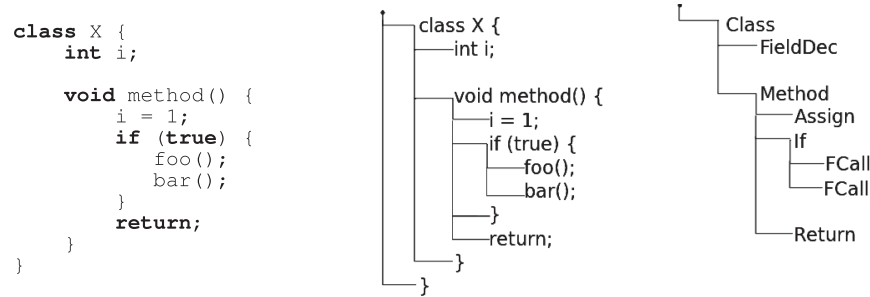 class X {
int i;
void method() {
i = 1;
if (true) {
foo();
bar();
}
return;
}
}
class X {
int i;
void method() {
i = 1;
if (true) {
foo();
bar();
}
return;
}
}
Class
FieldDec
Method
Assign
If
FCall
FCall
Return